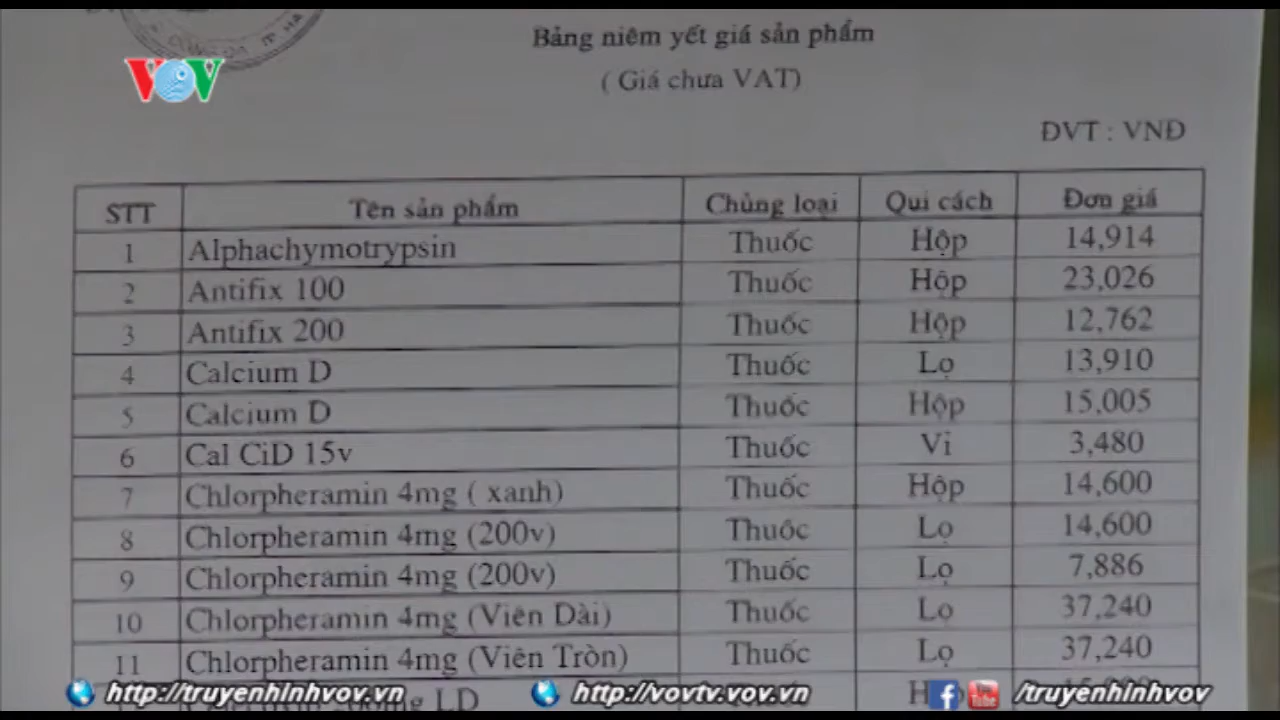 Bảng niêm yết giá sản phẩm
VOV
( Giá chưa VAT)
ĐVT : VNĐ
STT Tên sản phẩm Chủng loại Qui cách Đơn giá
1 Alphachymotrypsin Thuốc Hộp 14,914
2 Antifix 100 Thuốc Hộp 23,026
3 Antifix 200 Thuốc Hộp 12,762
4 Calcium D Thuốc Lọ 13,910
5 Calcium D Thuốc Hộp 15,005
6 Cal CiD 15v Thuốc Vỉ 3,480
7 Chlorpheramin 4mg ( xanh) Thuốc Hộp 14,600
8 Chlorpheramin 4mg (200v) Thuốc Lọ 14,600
9 Chlorpheramin 4mg (200v) Thuốc Lọ 7,886
10 Chlorpheramin 4mg (Viên Dài) Thuốc Lọ 37,240
11 Chlorpheramin 4mg (Viên Tròn) Thuốc Lọ 37,240
LD
http://truyenhinhvov.vn http://vovtv.vov.vn f You Tube /truyenhinhvov